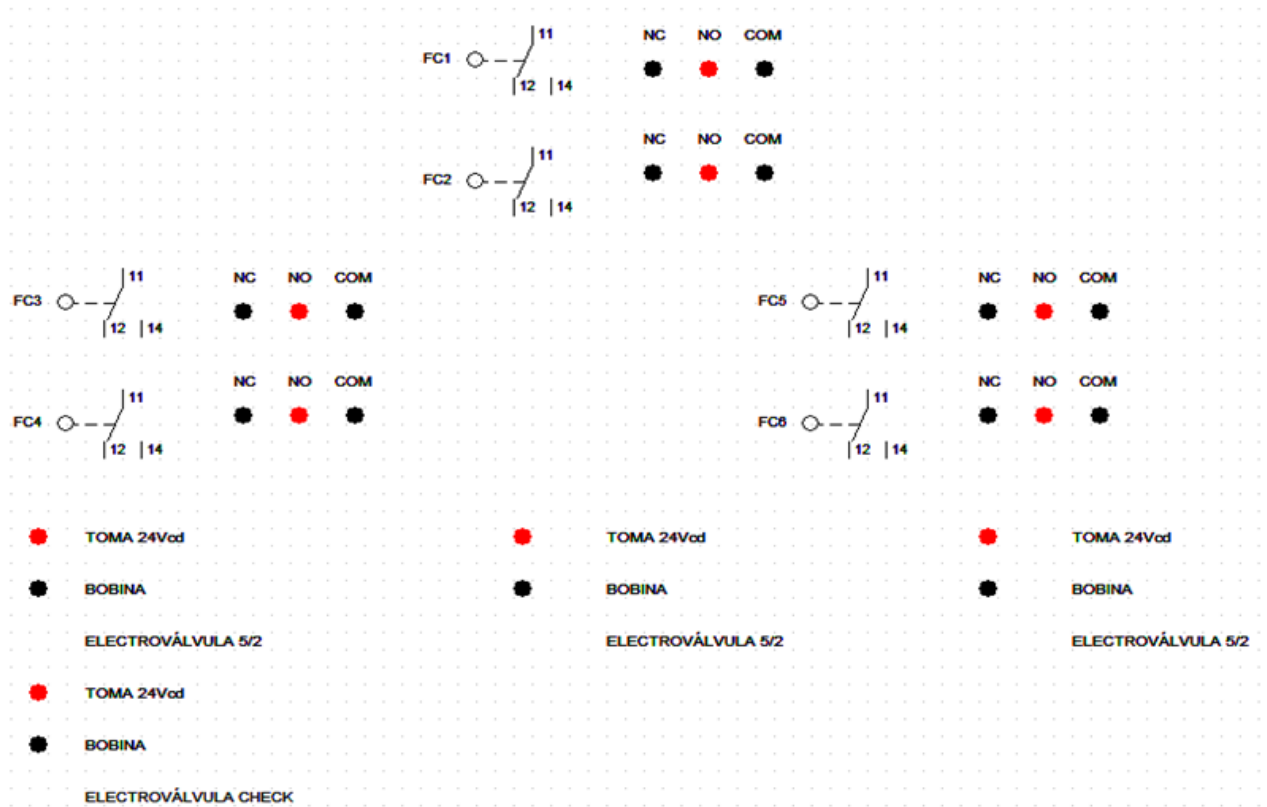 11 NC NO COM
FC1
12 14
NC NO COM
11
FC2
12 14
11 NC NO COM
FC3
12 14
NC NO COM
11
FC4
12 14
11 NC NO COM
FC5
12 14
NC NO COM
11
FC6
12 14
TOMA 24Vcd
BOBINA
ELECTROVÁLVULA 5/2
TOMA 24Vcd
BOBINA
ELECTROVÁLVULA CHECK
TOMA 24Vcd
BOBINA
ELECTROVÁLVULA 5/2
TOMA 24Vcd
BOBINA
ELECTROVÁLVULA 5/2